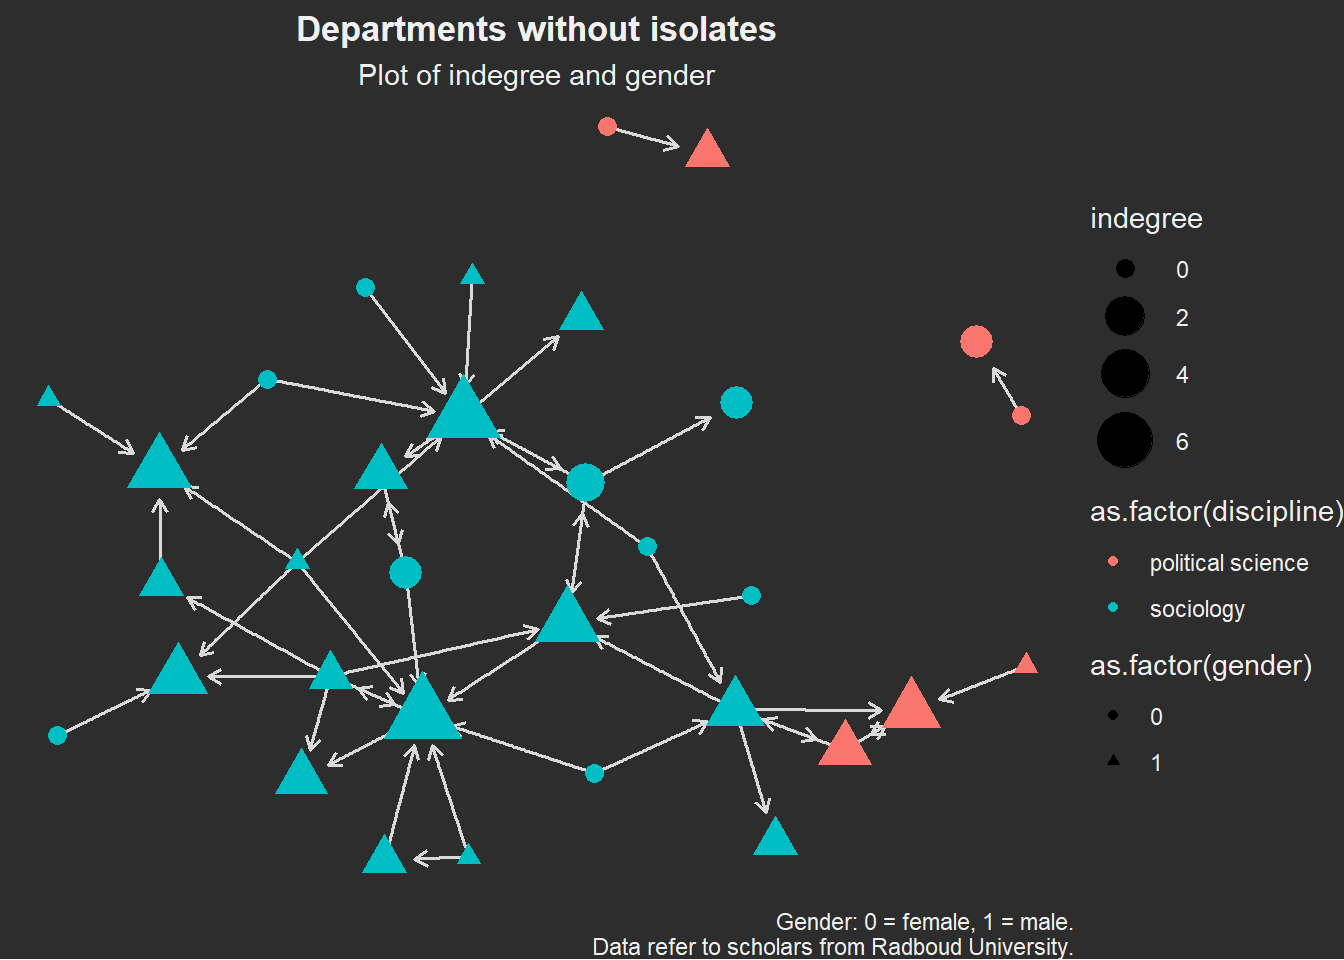 Departments without isolates
Plot of indegree and gender
indegree
0
2
4
6
as.factor(discipline)
political science
sociology
as.factor(gender)
0
1
Gender: 0 = female, 1 = male.
Data refer to scholars from Radboud University.